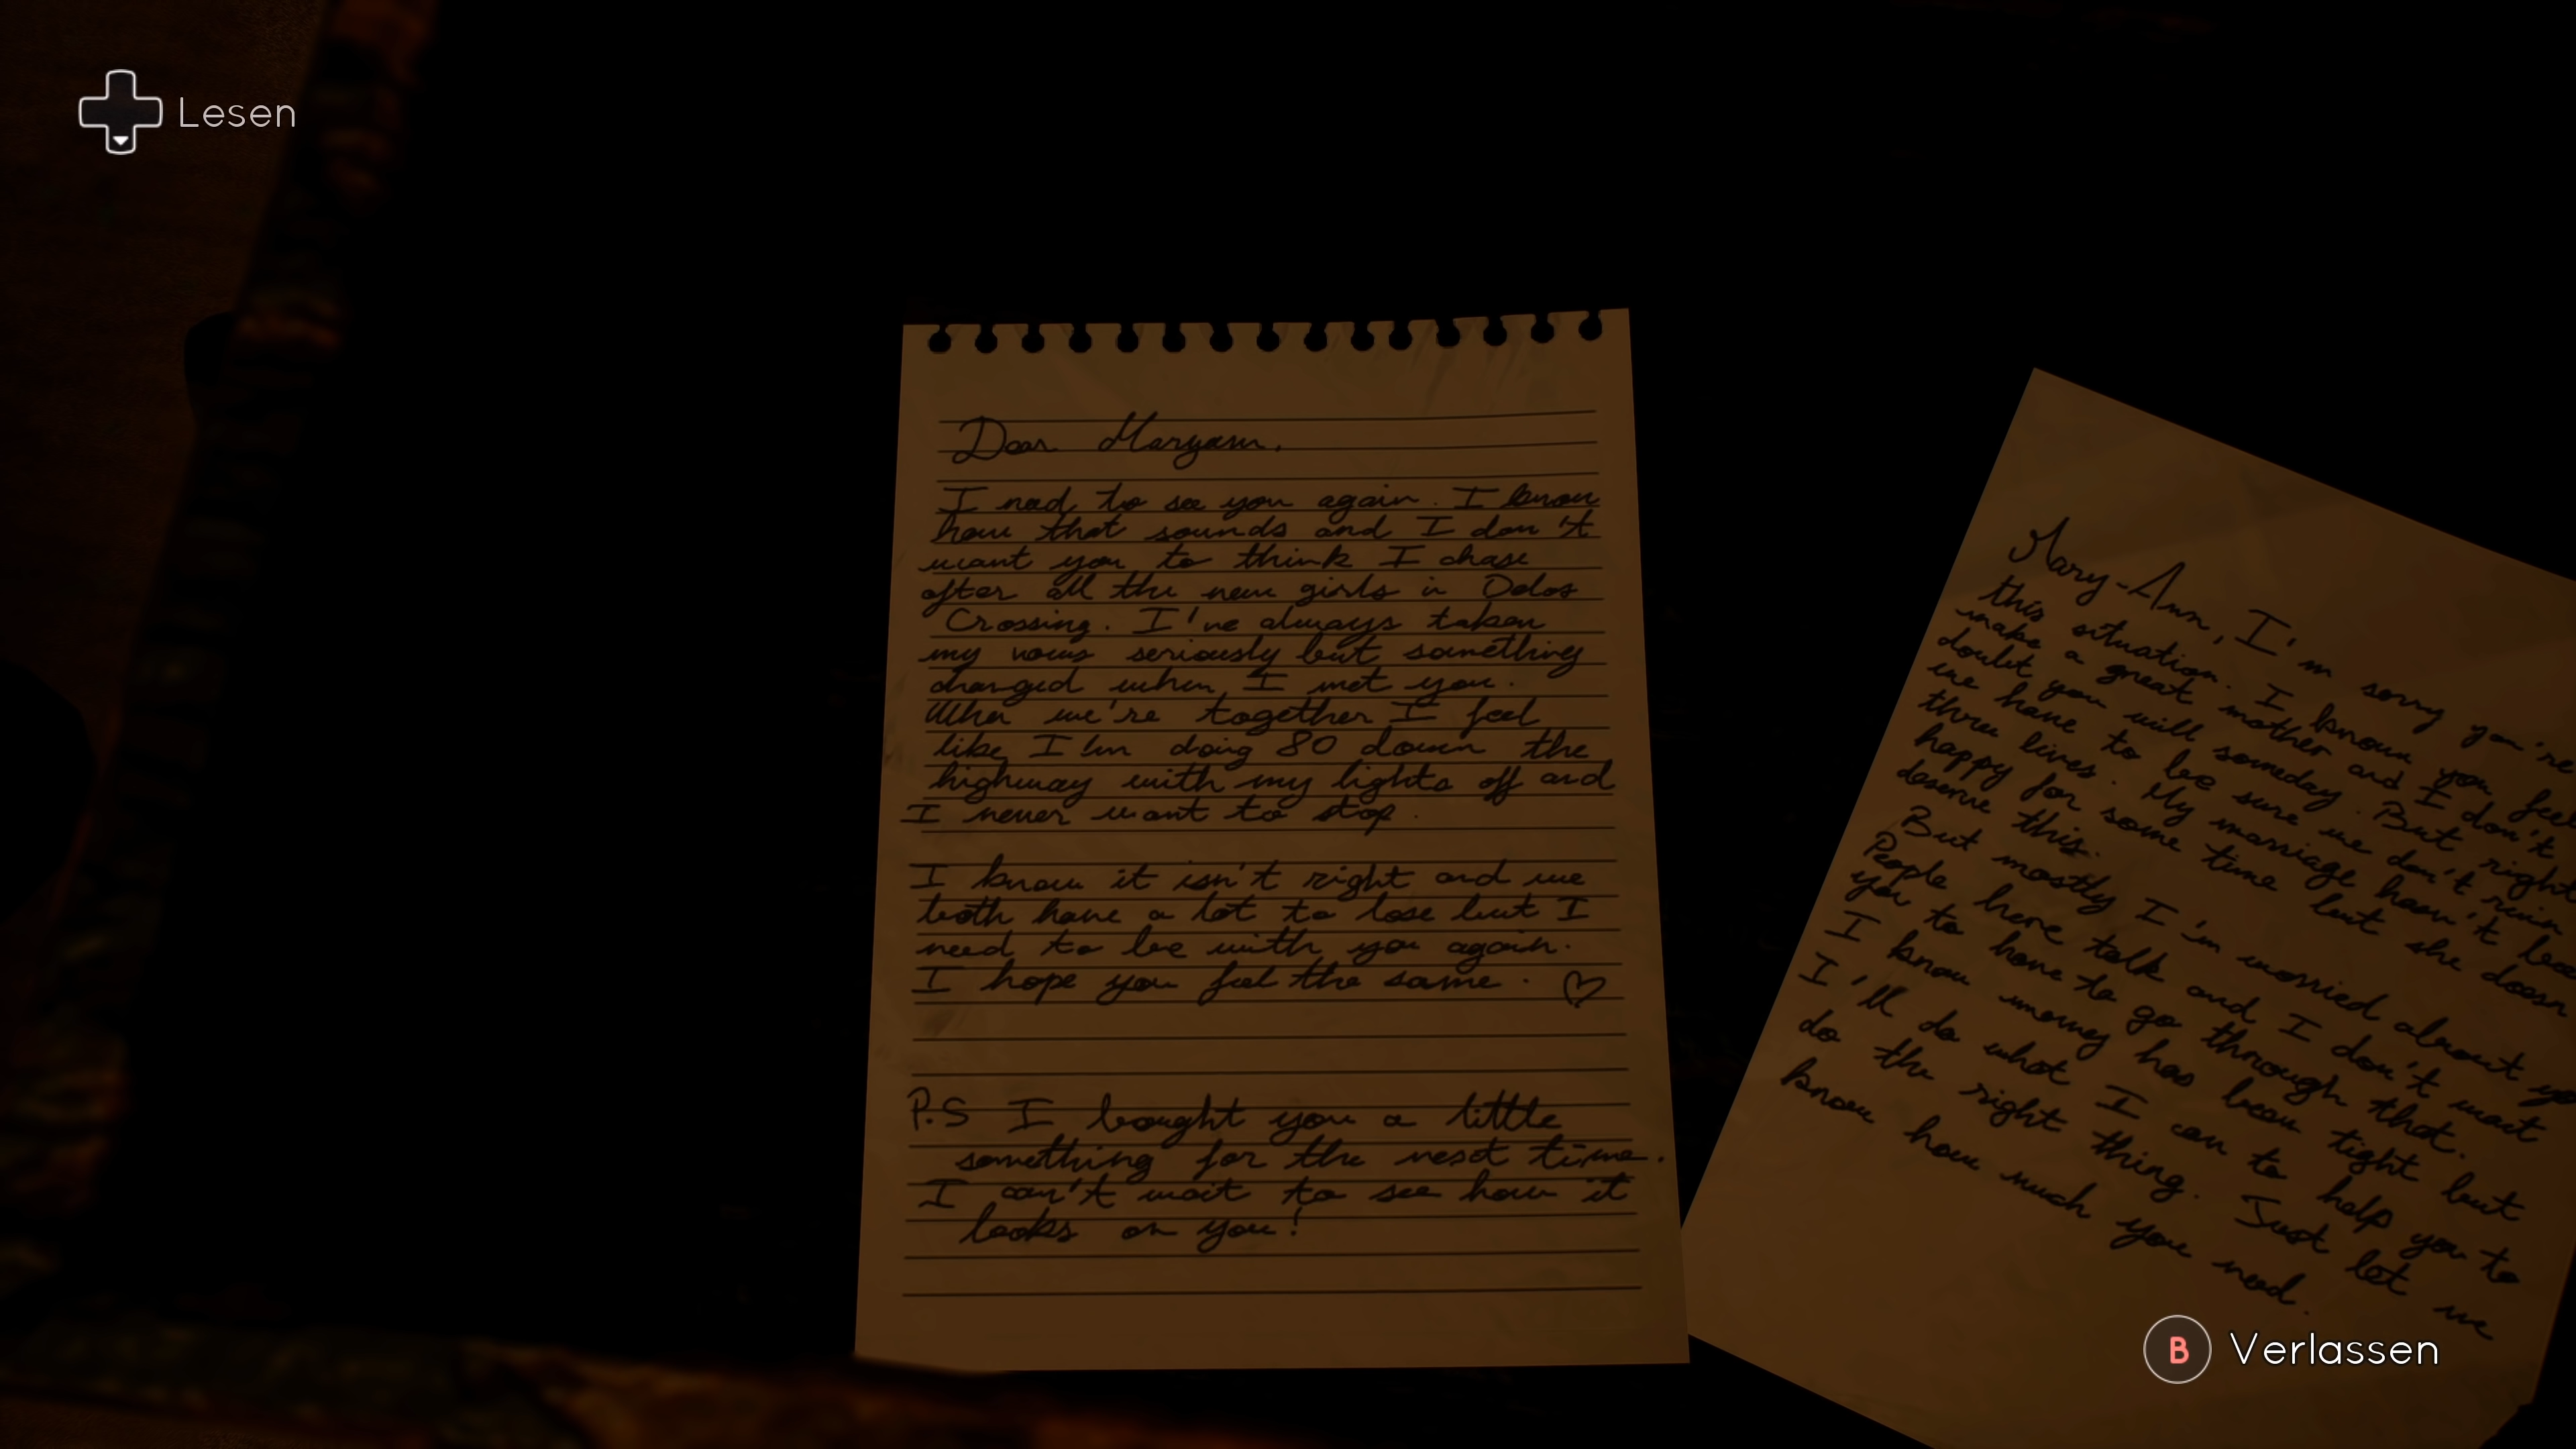 Lesen
Dear Maryann,
I need to see you again. I know
how that sounds and I don't
want you to think I chase
after all the new girls in Delos
Crossing. I've always taken
my vows seriously but something
changed when I met you.
When we're together I feel
like I'm doing 80 down the
highway with my lights off and
I never want to stop.
I know it isn't right and we
both have a lot to lose but I
need to be with you again.
I hope you feel the same. ♡
P.S I bought you a little
something for the next time.
I can't wait to see how it
looks on you!
Mary-Ann, I'm sorry you're
this situation. I know you feel
make a great mother and I don't
doubt you will someday. But right
we have to be sure we don't ruin
three lives. My marriage hasn't been
happy for some time but she doesn
deserve this.
But mostly I'm worried about yo
People here talk and I don't want
you to have to go through that.
I know money has been tight but
I'll do what I can to help you to
do the right thing. Just let me
know how much you need.
B Verlassen